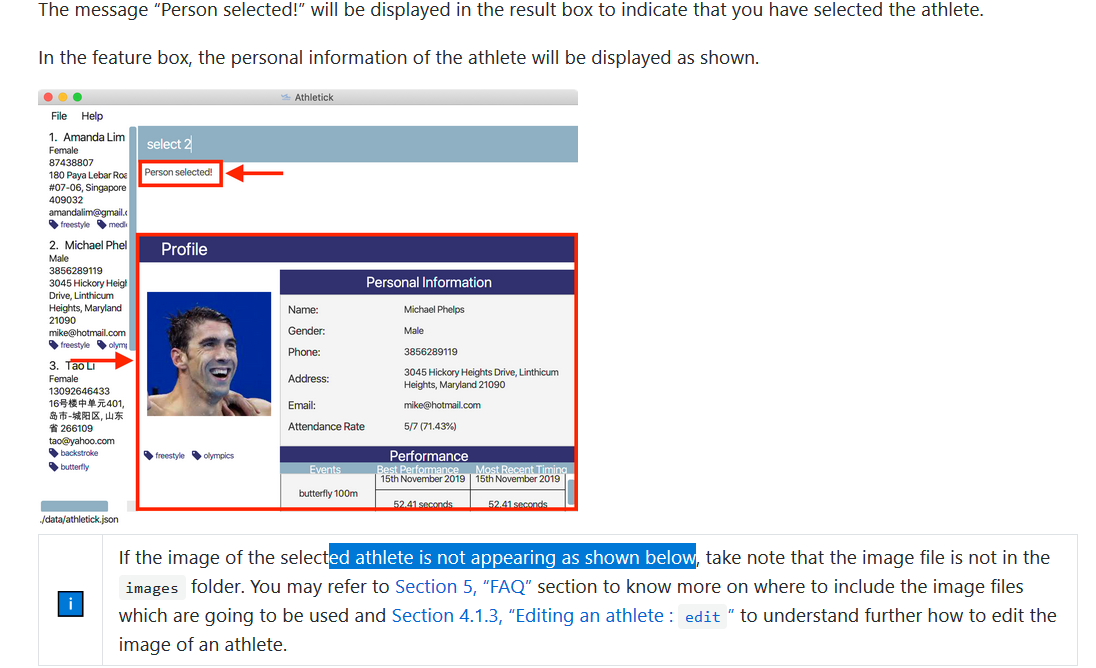 The message “Person selected!” will be displayed in the result box to indicate that you have selected the athlete.
In the feature box, the personal information of the athlete will be displayed as shown.
Athletick
File Help
1. Amanda Lim
Female
87438807
180 Paya Lebar Roa
#07-06, Singapore
409032
amandalim@gmail.c
freestyle medl
2. Michael Phel
Male
3856289119
3045 Hickory Heigh
Drive, Linthicum
Heights, Maryland
21090
mike@hotmail.com
freestyle olymp
3. Tao Li
Female
13092646433
16号楼中单元401,
岛市-城阳区, 山东
省 266109
tao@yahoo.com
backstroke
butterfly
select 2
Person selected!
Profile
Personal Information
Name: Michael Phelps
Gender: Male
Phone: 3856289119
Address: 3045 Hickory Heights Drive, Linthicum
Heights, Maryland 21090
Email: mike@hotmail.com
Attendance Rate 5/7 (71.43%)
freestyle olympics
Performance
Events Best Performance Most Recent Timing
15th November 2019 15th November 2019
butterfly 100m
52.41 seconds 52.41 seconds
./data/athletick.json
i
If the image of the selected athlete is not appearing as shown below, take note that the image file is not in the
images folder. You may refer to Section 5, “FAQ” section to know more on where to include the image files
which are going to be used and Section 4.1.3, “Editing an athlete : edit ” to understand further how to edit the
image of an athlete.